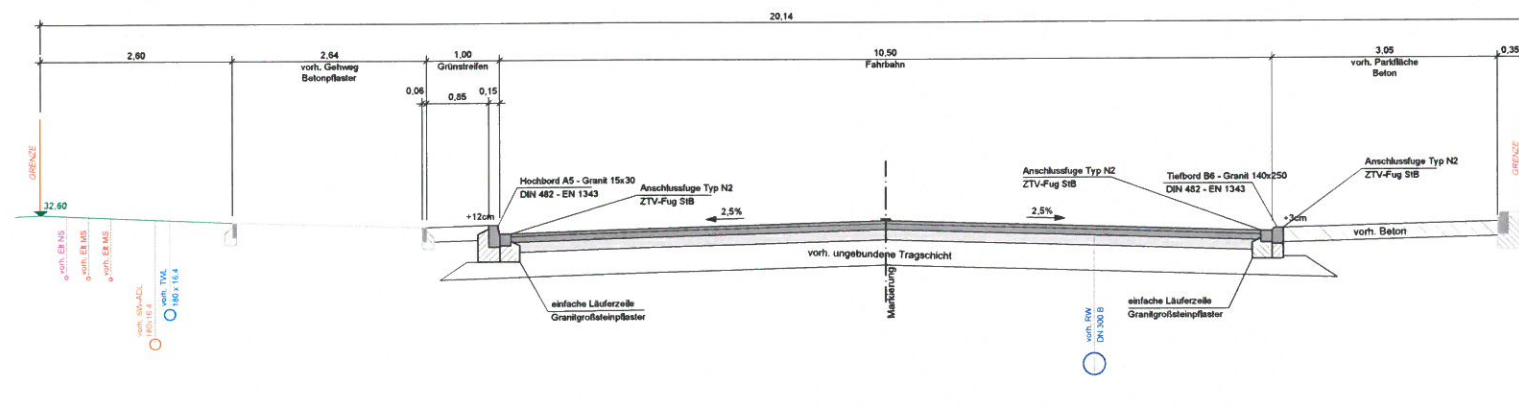 20,14
2,60
2,64
1,00
10,50
3,05
0,35
vorh. Gehweg
Betonpflaster
Grünstreifen
Fahrbahn
vorh. Parkfläche
Beton
0,06
0,85
0,15
GRENZE
GRENZE
Hochbord A5 - Granit 15x30
DIN 482 - EN 1343
Anschlussfuge Typ N2
ZTV-Fug StB
Anschlussfuge Typ N2
ZTV-Fug StB
Tiefbord B6 - Granit 140x250
DIN 482 - EN 1343
Anschlussfuge Typ N2
ZTV-Fug StB
32,60
+12cm
2,5%
2,5%
+3cm
vorh. Beton
vorh. ungebundene Tragschicht
vorh. Elt NS
vorh. Elt MS
vorh. Elt MS
vorh. SW-ADL
180x16.4
vorh. TWL
180 x 16.4
einfache Läuferzeile
Granitgroßsteinpflaster
Markierung
vorh. RW
DN 300 B
einfache Läuferzeile
Granitgroßsteinpflaster